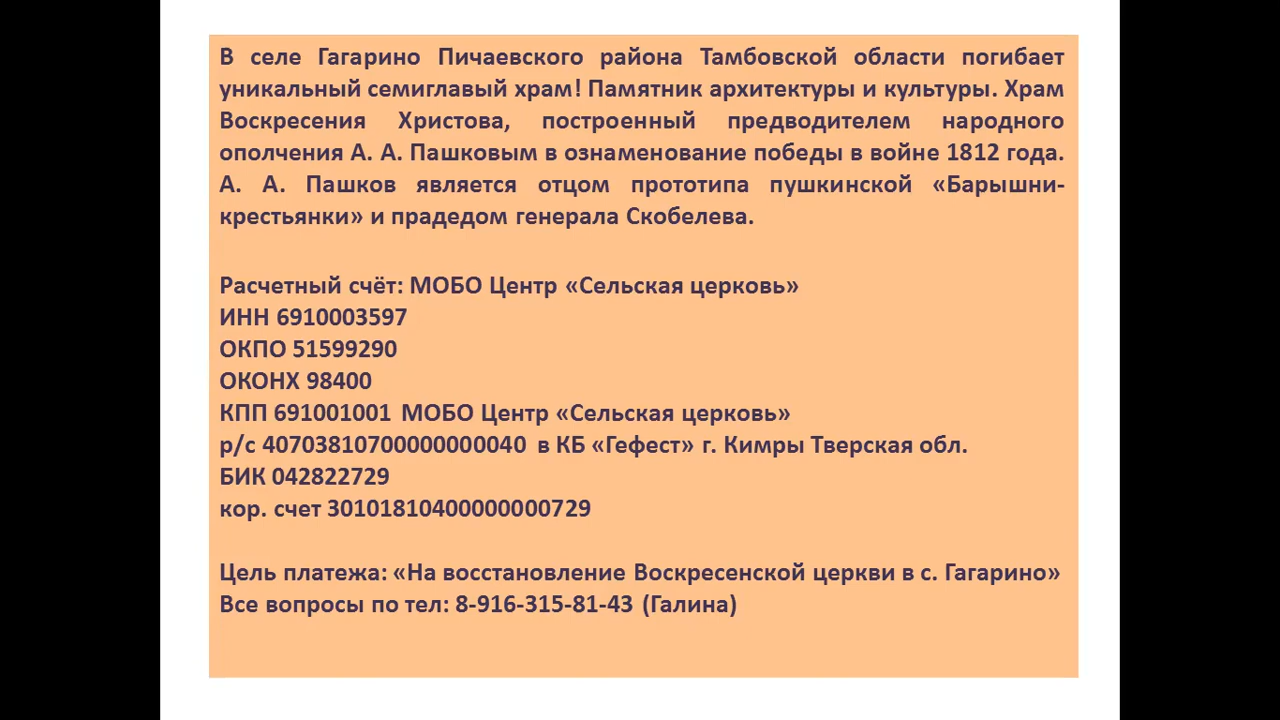 В селе Гагарино Пичаевского района Тамбовской области погибает
уникальный семиглавый храм! Памятник архитектуры и культуры. Храм
Воскресения Христова, построенный предводителем народного
ополчения А. А. Пашковым в ознаменование победы в войне 1812 года.
А. А. Пашков является отцом прототипа пушкинской «Барышни-
крестьянки» и прадедом генерала Скобелева.
Расчетный счёт: МОБО Центр «Сельская церковь»
ИНН 6910003597
ОКПО 51599290
ОКОНХ 98400
КПП 691001001 МОБО Центр «Сельская церковь»
р/с 40703810700000000040 в КБ «Гефест» г. Кимры Тверская обл.
БИК 042822729
кор. счет 30101810400000000729
Цель платежа: «На восстановление Воскресенской церкви в с. Гагарино»
Все вопросы по тел: 8-916-315-81-43 (Галина)